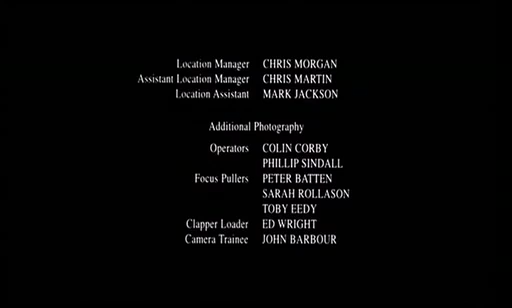 Location Manager CHRIS MORGAN
Assistant Location Manager CHRIS MARTIN
Location Assistant MARK JACKSON
Additional Photography
Operators COLIN CORBY
PHILLIP SINDALL
Focus Pullers PETER BATTEN
SARAH ROLLASON
TOBY EEDY
Clapper Loader ED WRIGHT
Camera Trainee JOHN BARBOUR